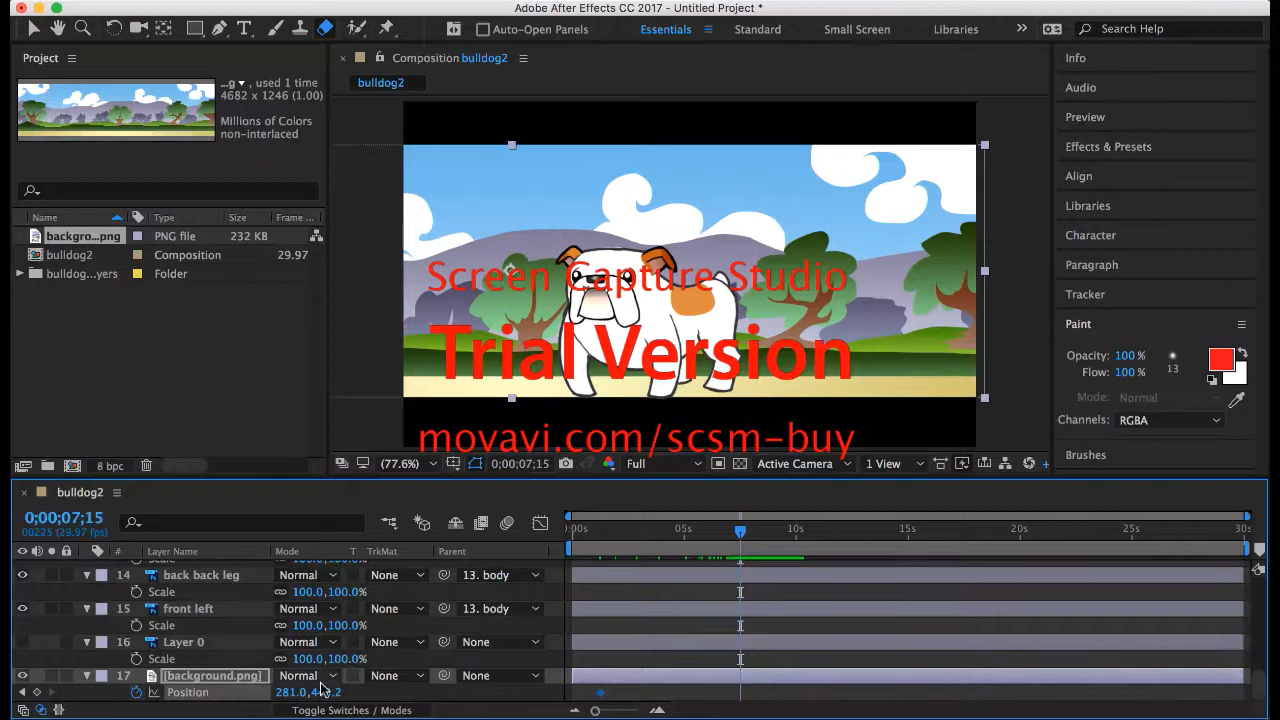 Adobe After Effects CC 2017 - Untitled Project *
Auto-Open Panels
Essentials
Standard
Small Screen
Libraries
Search Help
Project
Composition bulldog2
bulldog2
...g, used 1 time
4682 x 1246 (1.00)
Millions of Colors
non-interlaced
Name
Type
Size
Frame ...
backgro...png
PNG file
232 KB
bulldog2
Composition
29.97
bulldog...yers
Folder
8 bpc
Screen Capture Studio
Trial Version
movavi.com/scsm-buy
(77.6%)
0;00;07;15
Full
Active Camera
1 View
Info
Audio
Preview
Effects & Presets
Align
Libraries
Character
Paragraph
Tracker
Paint
Opacity: 100 %
Flow: 100 %
13
Mode: Normal
Channels: RGBA
Brushes
bulldog2
0;00;07;15
00225 (29.97 fps)
:00s
05s
10s
15s
20s
25s
30s
#
Layer Name
Mode
T
TrkMat
Parent
14
back back leg
Normal
None
13. body
Scale
100.0,100.0%
15
front left
Normal
None
13. body
Scale
100.0,100.0%
16
Layer 0
Normal
None
None
Scale
100.0,100.0%
17
[background.png]
Normal
None
None
Position
Toggle Switches / Modes